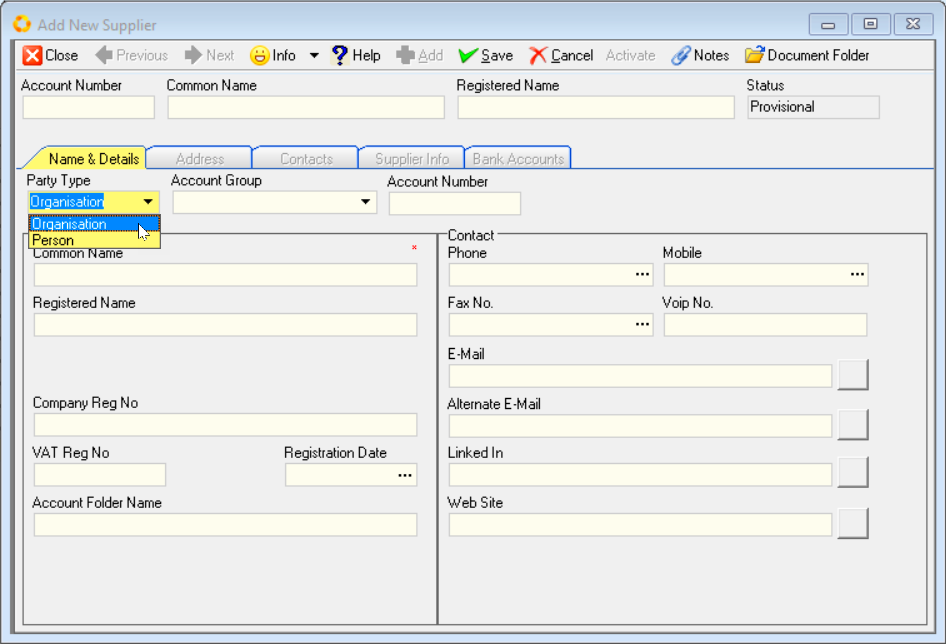 Add New Supplier
Close Previous Next Info Help Add Save Cancel Activate Notes Document Folder
Account Number Common Name Registered Name Status
Provisional
Name & Details Address Contacts Supplier Info Bank Accounts
Party Type Account Group Account Number
Organisation
Organisation
Person
Common Name *
Registered Name
Company Reg No
VAT Reg No Registration Date
...
Account Folder Name
Contact
Phone Mobile
... ...
Fax No. Voip No.
...
E-Mail
Alternate E-Mail
Linked In
Web Site